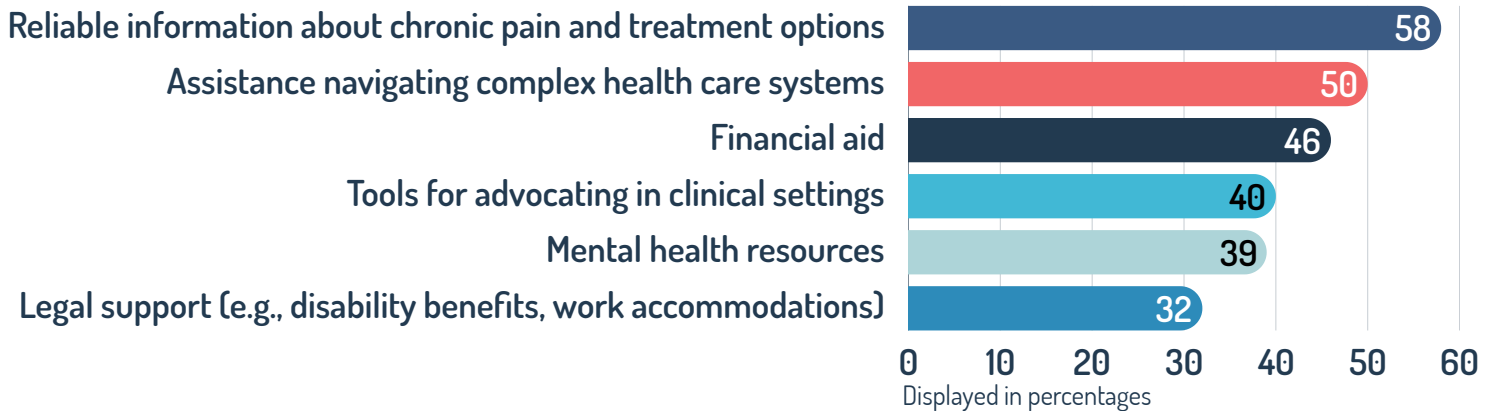 Reliable information about chronic pain and treatment options 58
Assistance navigating complex health care systems 50
Financial aid 46
Tools for advocating in clinical settings 40
Mental health resources 39
Legal support (e.g., disability benefits, work accommodations) 32
0 10 20 30 40 50 60
Displayed in percentages